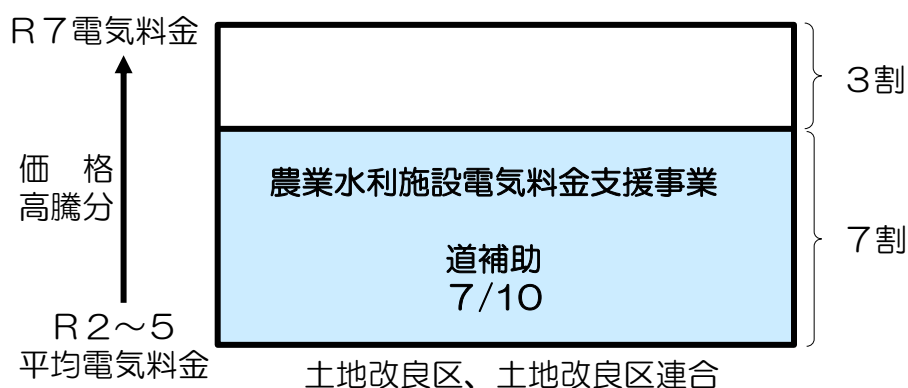 R7電気料金
3割
価 格
高騰分
農業水利施設電気料金支援事業
道補助
7/10
7割
R2～5
平均電気料金
土地改良区、土地改良区連合